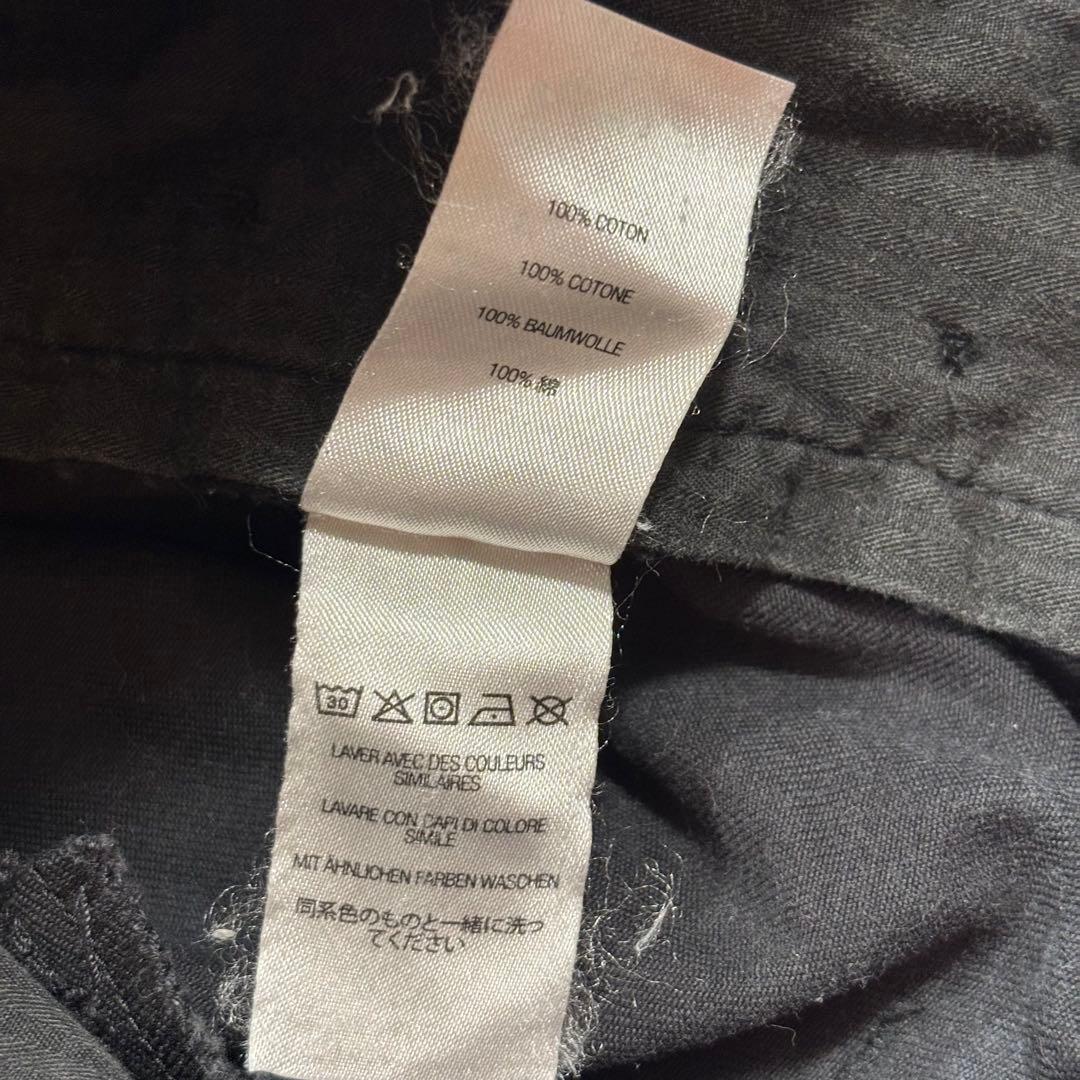 100% COTON
100% COTONE
100% BAUMWOLLE
100% 綿
30
LAVER AVEC DES COULEURS
SIMILAIRES
LAVARE CON CAPI DI COLORE
SIMILE
MIT ÄHNLICHEN FARBEN WASCHEN
同系色のものと一緒に洗っ
てください